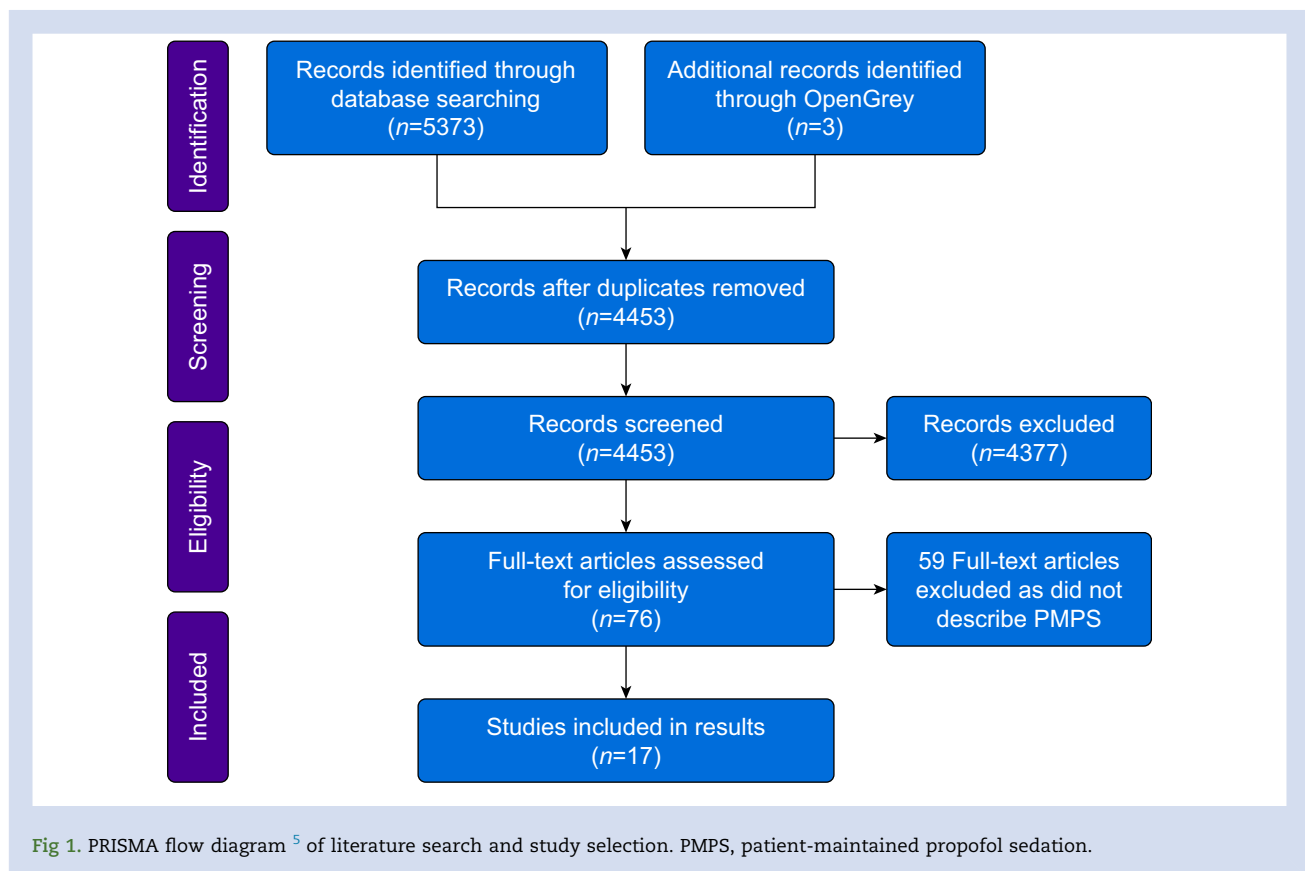 Identification
Records identified through
database searching
(n=5373)
Additional records identified
through OpenGrey
(n=3)
Screening
Records after duplicates removed
(n=4453)
Records screened
(n=4453)
Records excluded
(n=4377)
Eligibility
Full-text articles assessed
for eligibility
(n=76)
59 Full-text articles
excluded as did not
describe PMPS
Included
Studies included in results
(n=17)
Fig 1. PRISMA flow diagram 5 of literature search and study selection. PMPS, patient-maintained propofol sedation.